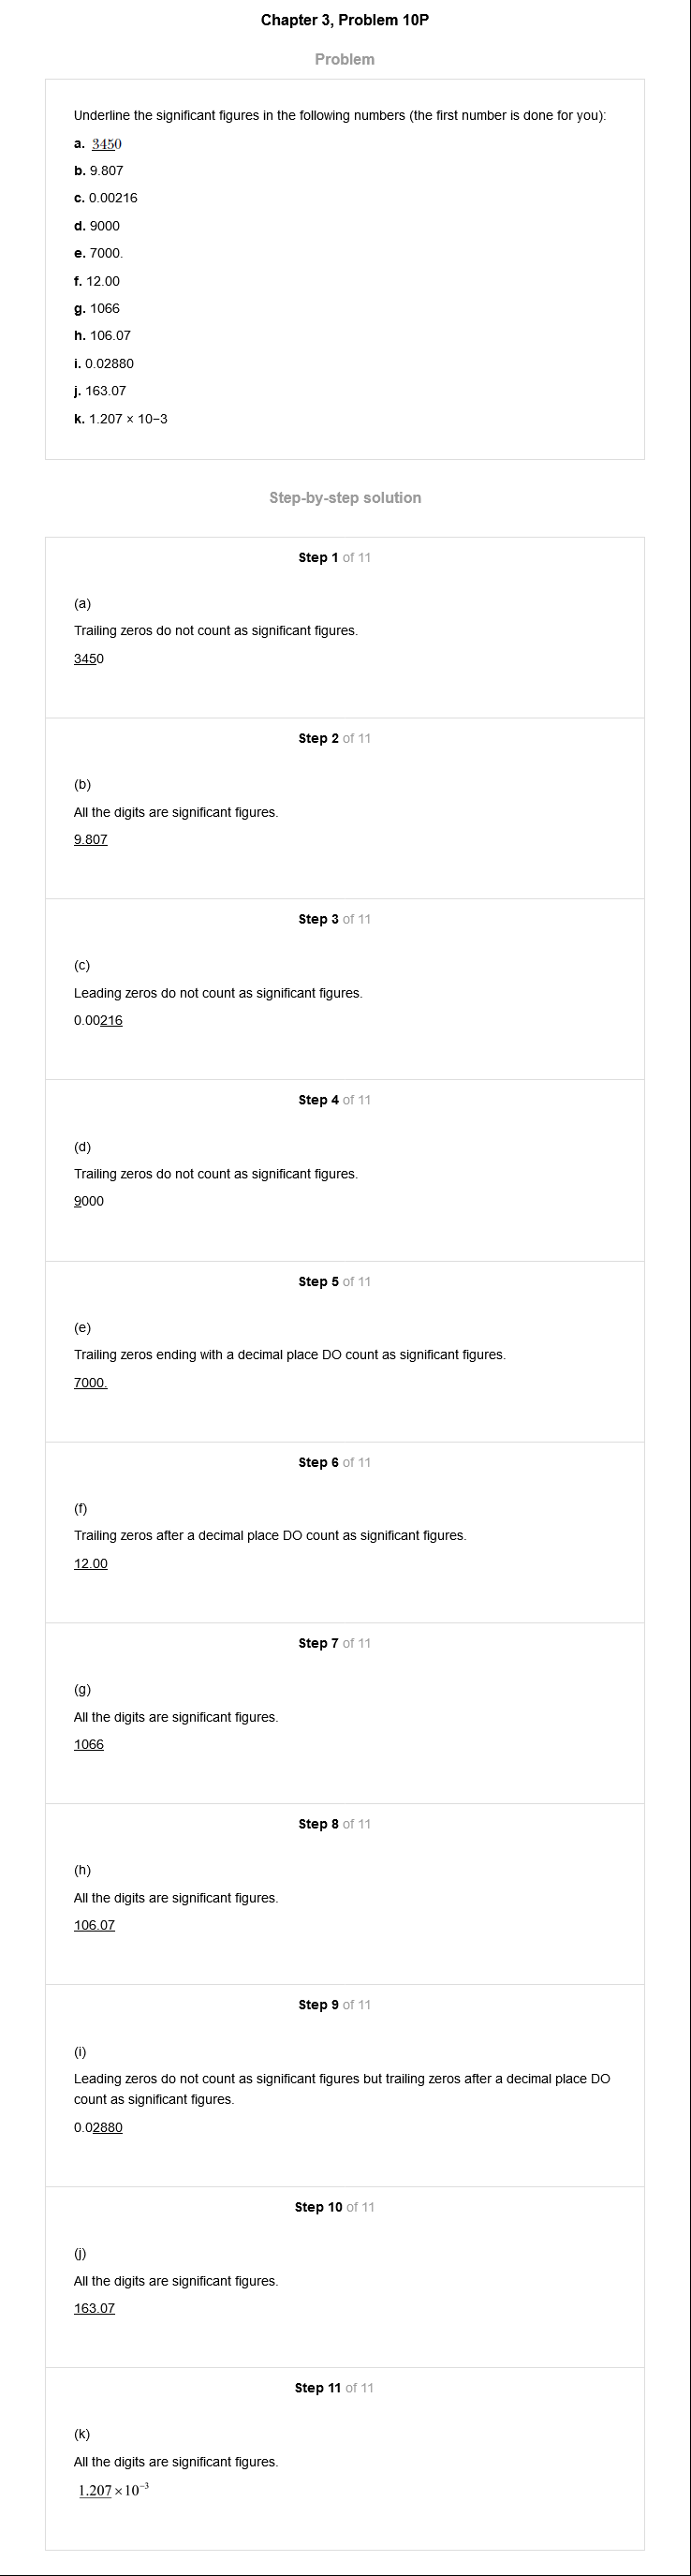 Chapter 3, Problem 10P
Problem
Underline the significant figures in the following numbers (the first number is done for you):
a. 3450
b. 9.807
c. 0.00216
d. 9000
e. 7000.
f. 12.00
g. 1066
h. 106.07
i. 0.02880
j. 163.07
k. 1.207 × 10−3
Step-by-step solution
Step 1 of 11
(a)
Trailing zeros do not count as significant figures.
3450
Step 2 of 11
(b)
All the digits are significant figures.
9.807
Step 3 of 11
(c)
Leading zeros do not count as significant figures.
0.00216
Step 4 of 11
(d)
Trailing zeros do not count as significant figures.
9000
Step 5 of 11
(e)
Trailing zeros ending with a decimal place DO count as significant figures.
7000.
Step 6 of 11
(f)
Trailing zeros after a decimal place DO count as significant figures.
12.00
Step 7 of 11
(g)
All the digits are significant figures.
1066
Step 8 of 11
(h)
All the digits are significant figures.
106.07
Step 9 of 11
(i)
Leading zeros do not count as significant figures but trailing zeros after a decimal place DO
count as significant figures.
0.02880
Step 10 of 11
(j)
All the digits are significant figures.
163.07
Step 11 of 11
(k)
All the digits are significant figures.
1.207 × 10⁻³